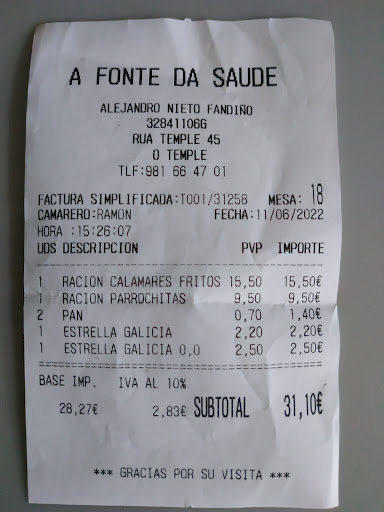 A FONTE DA SAUDE
ALEJANDRO NIETO FANDIÑO
32841106G
RUA TEMPLE 45
O TEMPLE
TLF:981 66 47 01
FACTURA SIMPLIFICADA:T001/31258 MESA: 18
CAMARERO:RAMON FECHA:11/06/2022
HORA :15:26:07
UDS DESCRIPCION PVP IMPORTE
1 RACION CALAMARES FRITOS 15,50 15,50€
1 RACION PARROCHITAS 9,50 9,50€
2 PAN 0,70 1,40€
1 ESTRELLA GALICIA 2,20 2,20€
1 ESTRELLA GALICIA 0,0 2,50 2,50€
BASE IMP. IVA AL 10%
28,27€ 2,83€ SUBTOTAL 31,10€
*** GRACIAS POR SU VISITA ***